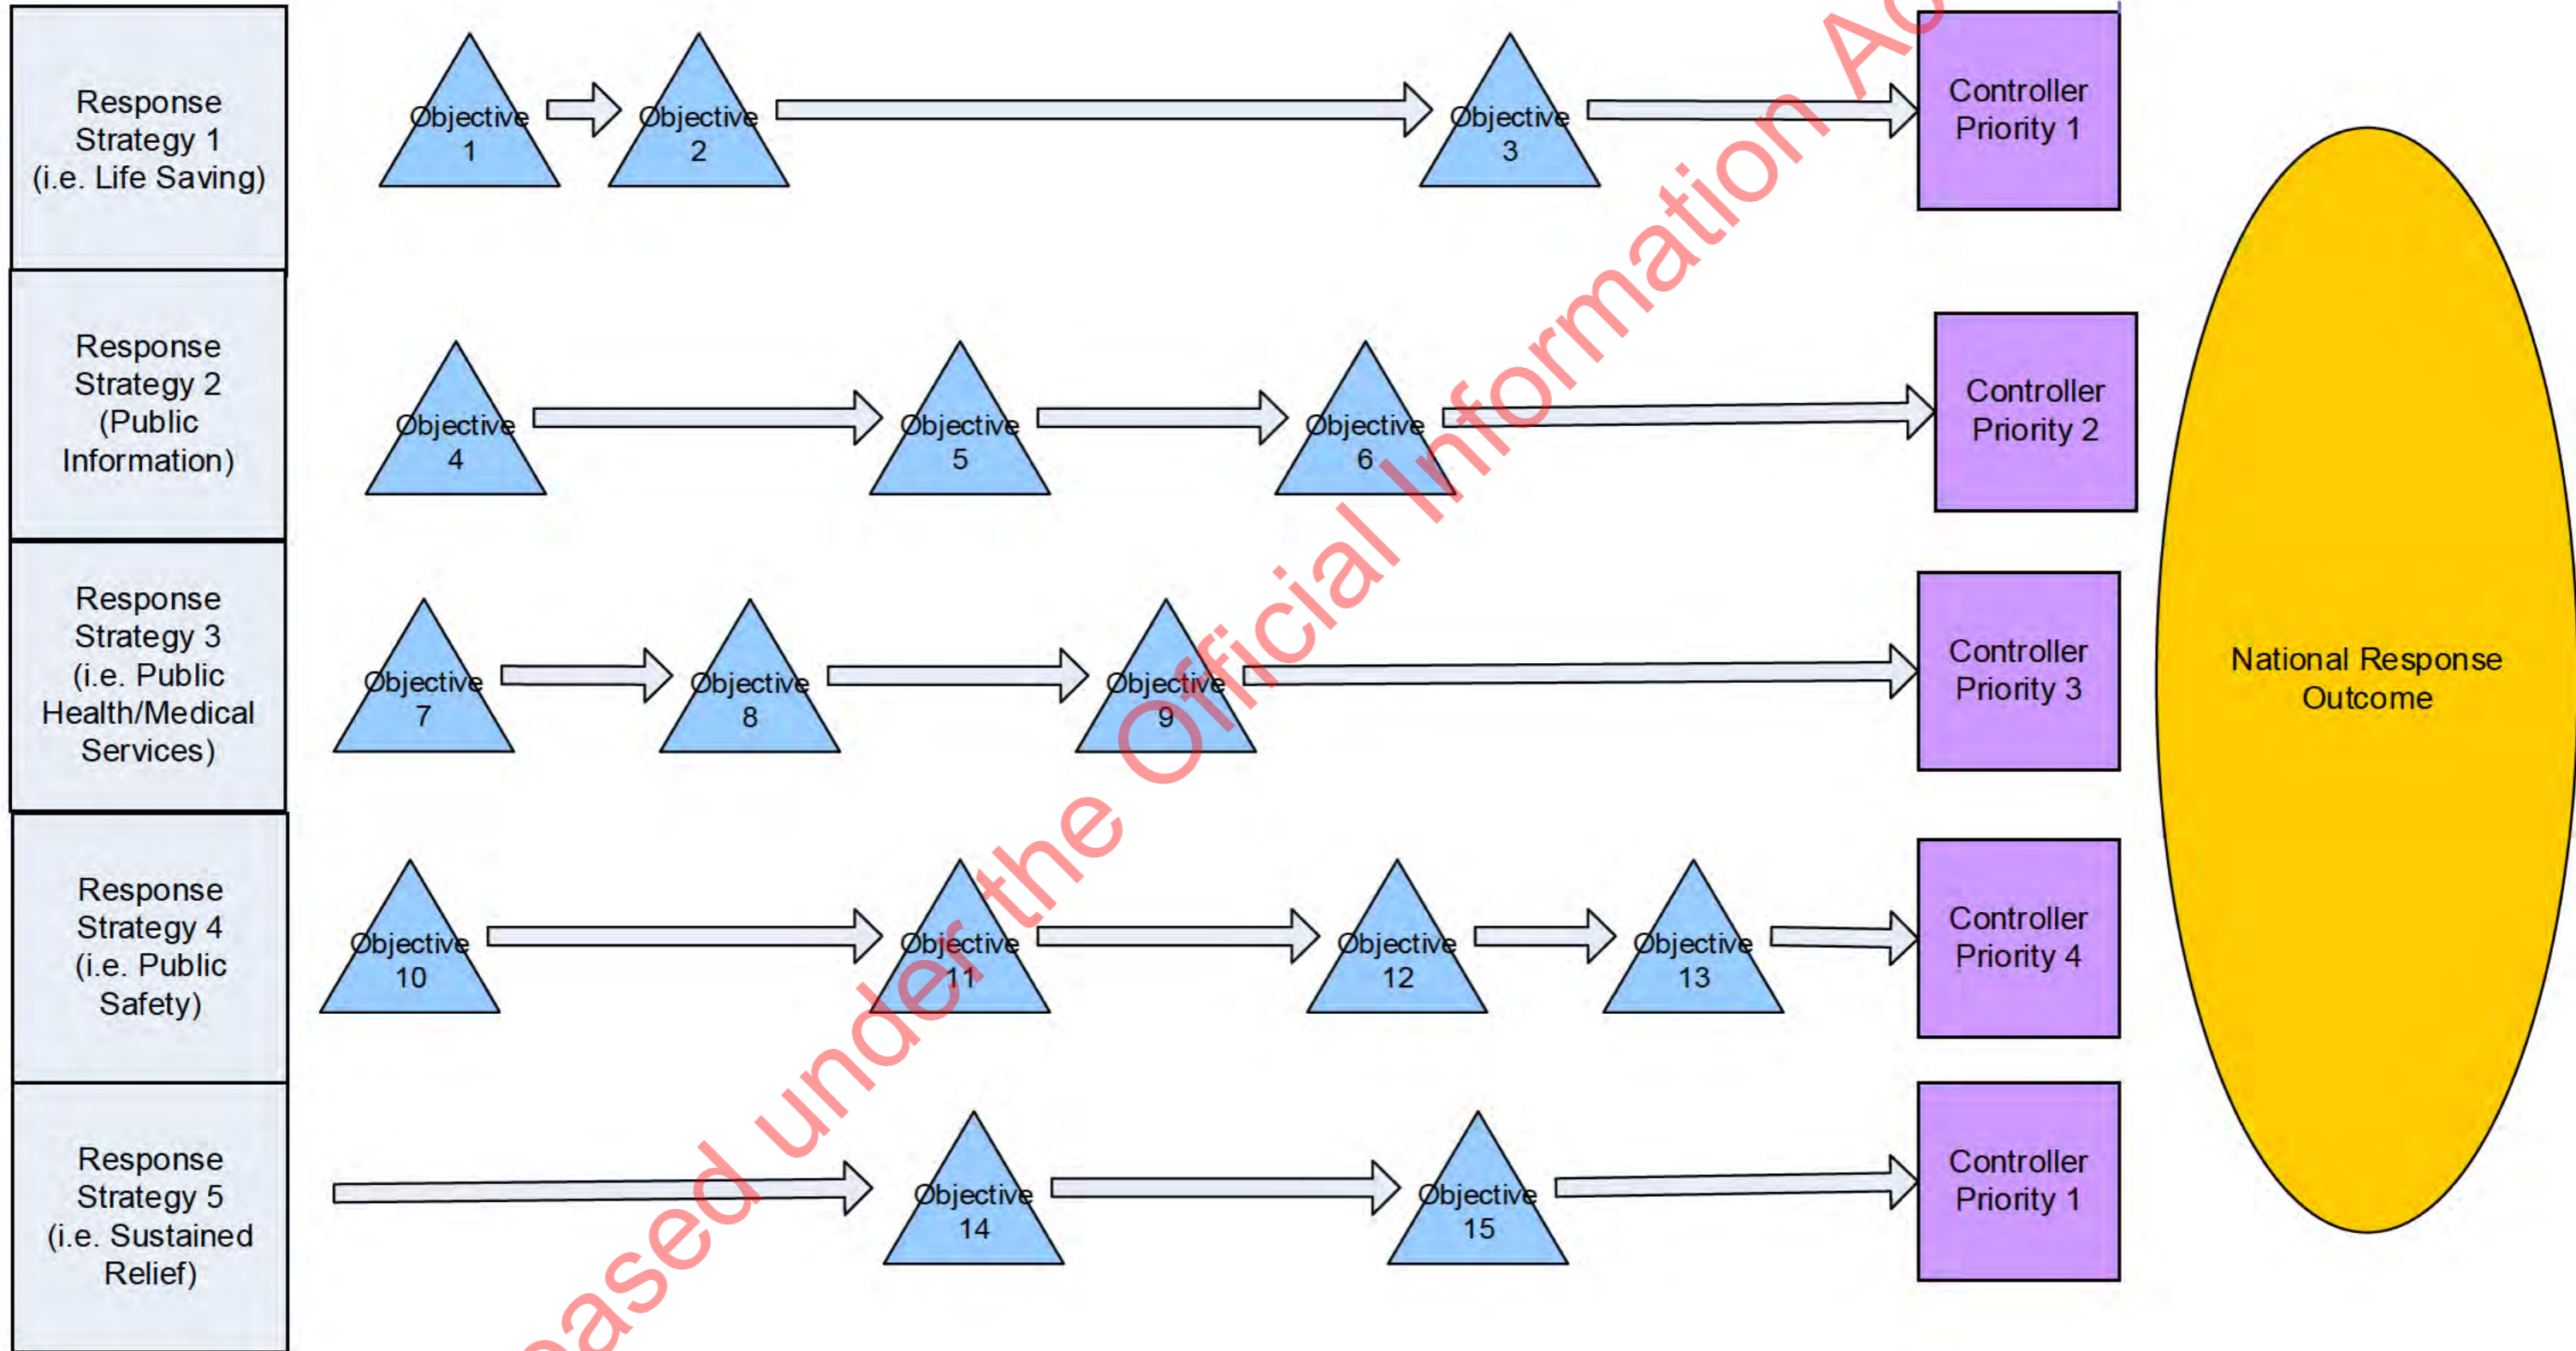 Response
Strategy 1
(i.e. Life Saving)
Objective
1
Objective
2
Objective
3
Controller
Priority 1
Response
Strategy 2
(Public
Information)
Objective
4
Objective
5
Objective
6
Controller
Priority 2
Response
Strategy 3
(i.e. Public
Health/Medical
Services)
Objective
7
Objective
8
Objective
9
Controller
Priority 3
Response
Strategy 4
(i.e. Public
Safety)
Objective
10
Objective
11
Objective
12
Objective
13
Controller
Priority 4
Response
Strategy 5
(i.e. Sustained
Relief)
Objective
14
Objective
15
Controller
Priority 1
National Response
Outcome
under the Official Information